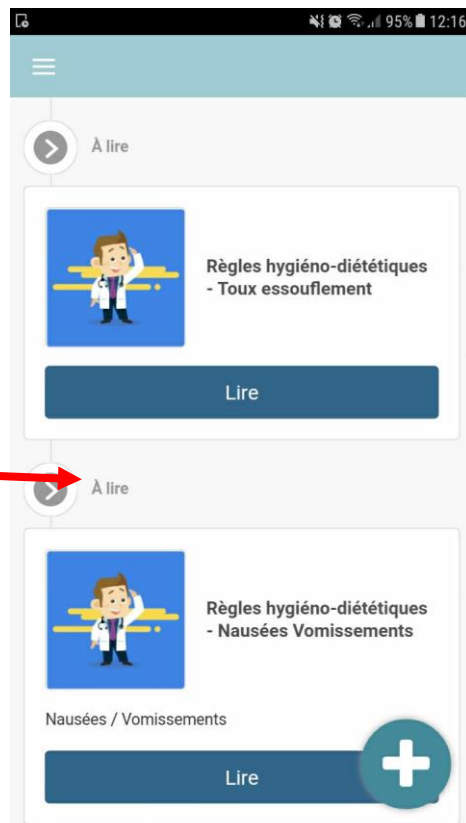 95% 12:16
À lire
Règles hygiéno-diététiques
- Toux essouflement
Lire
À lire
Règles hygiéno-diététiques
- Nausées Vomissements
Nausées / Vomissements
Lire